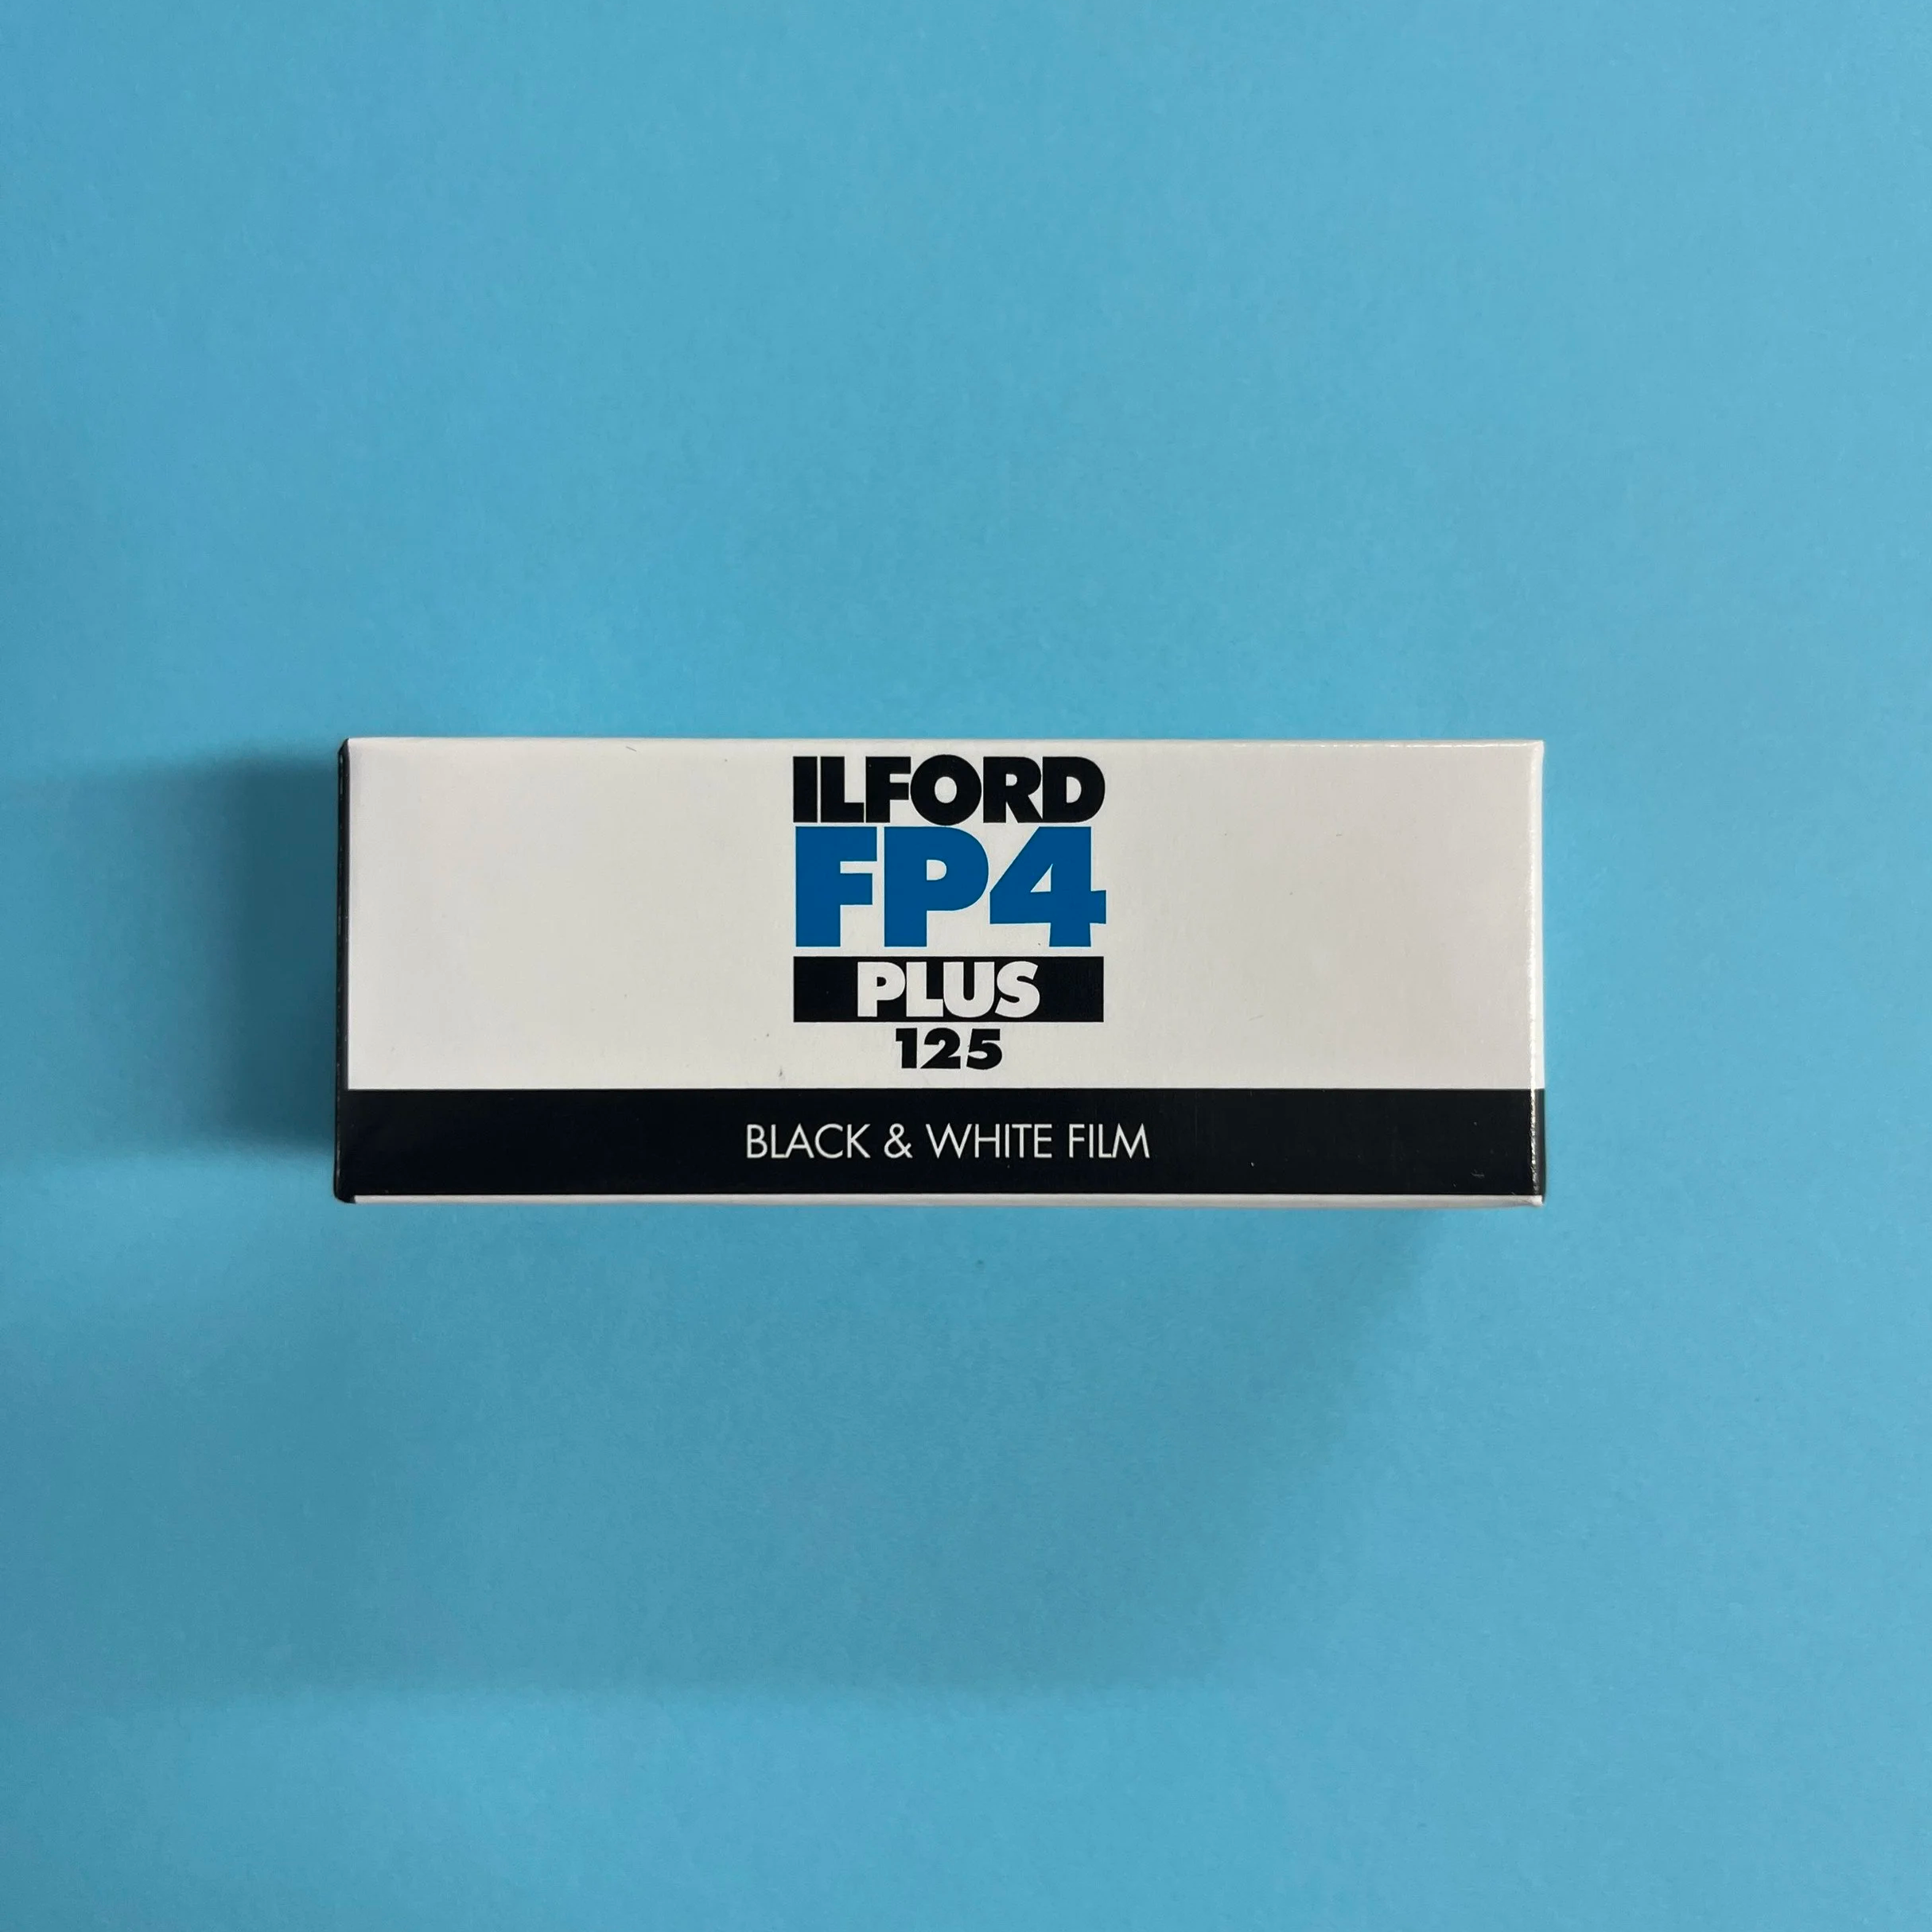 ILFORD
FP4
PLUS
125
BLACK & WHITE FILM